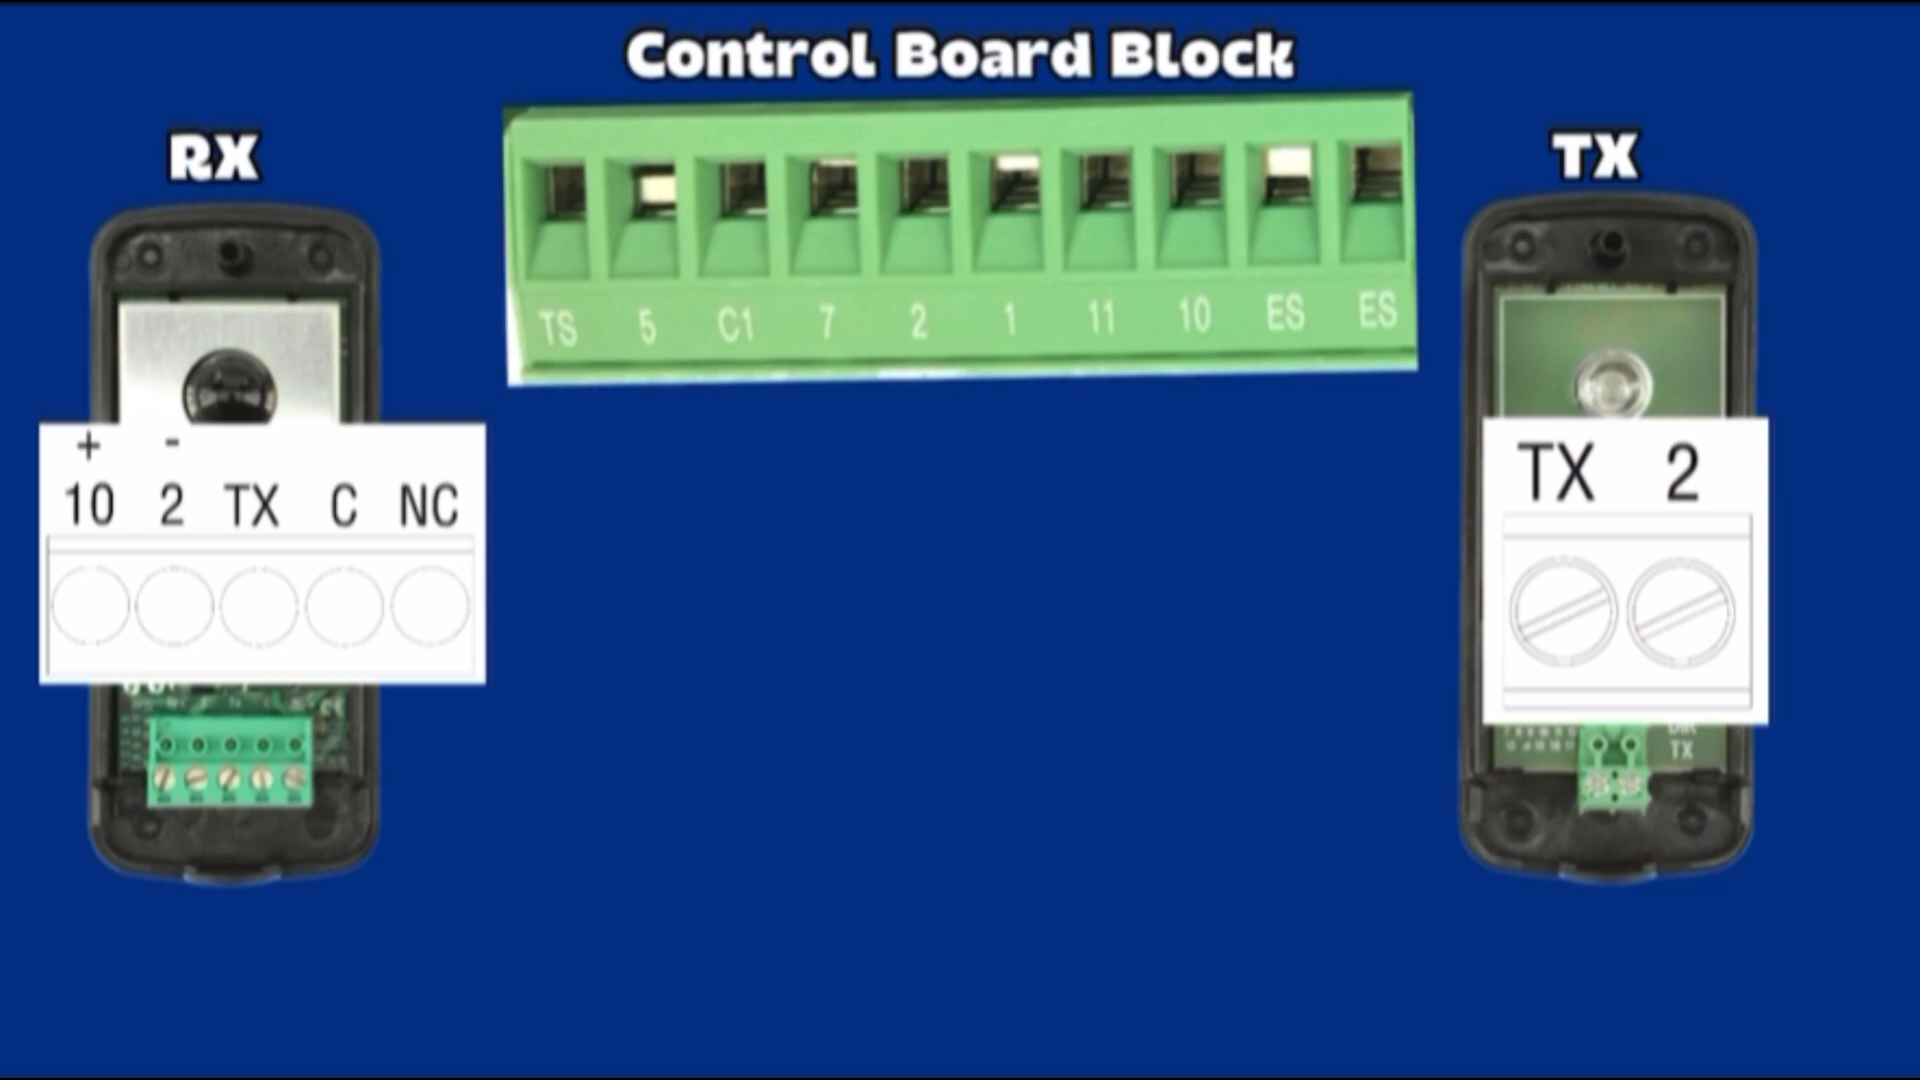 Control Board Block
RX
TX
TS 5 C1 7 2 1 11 10 ES ES
+ -
10 2 TX C NC
TX 2
TX